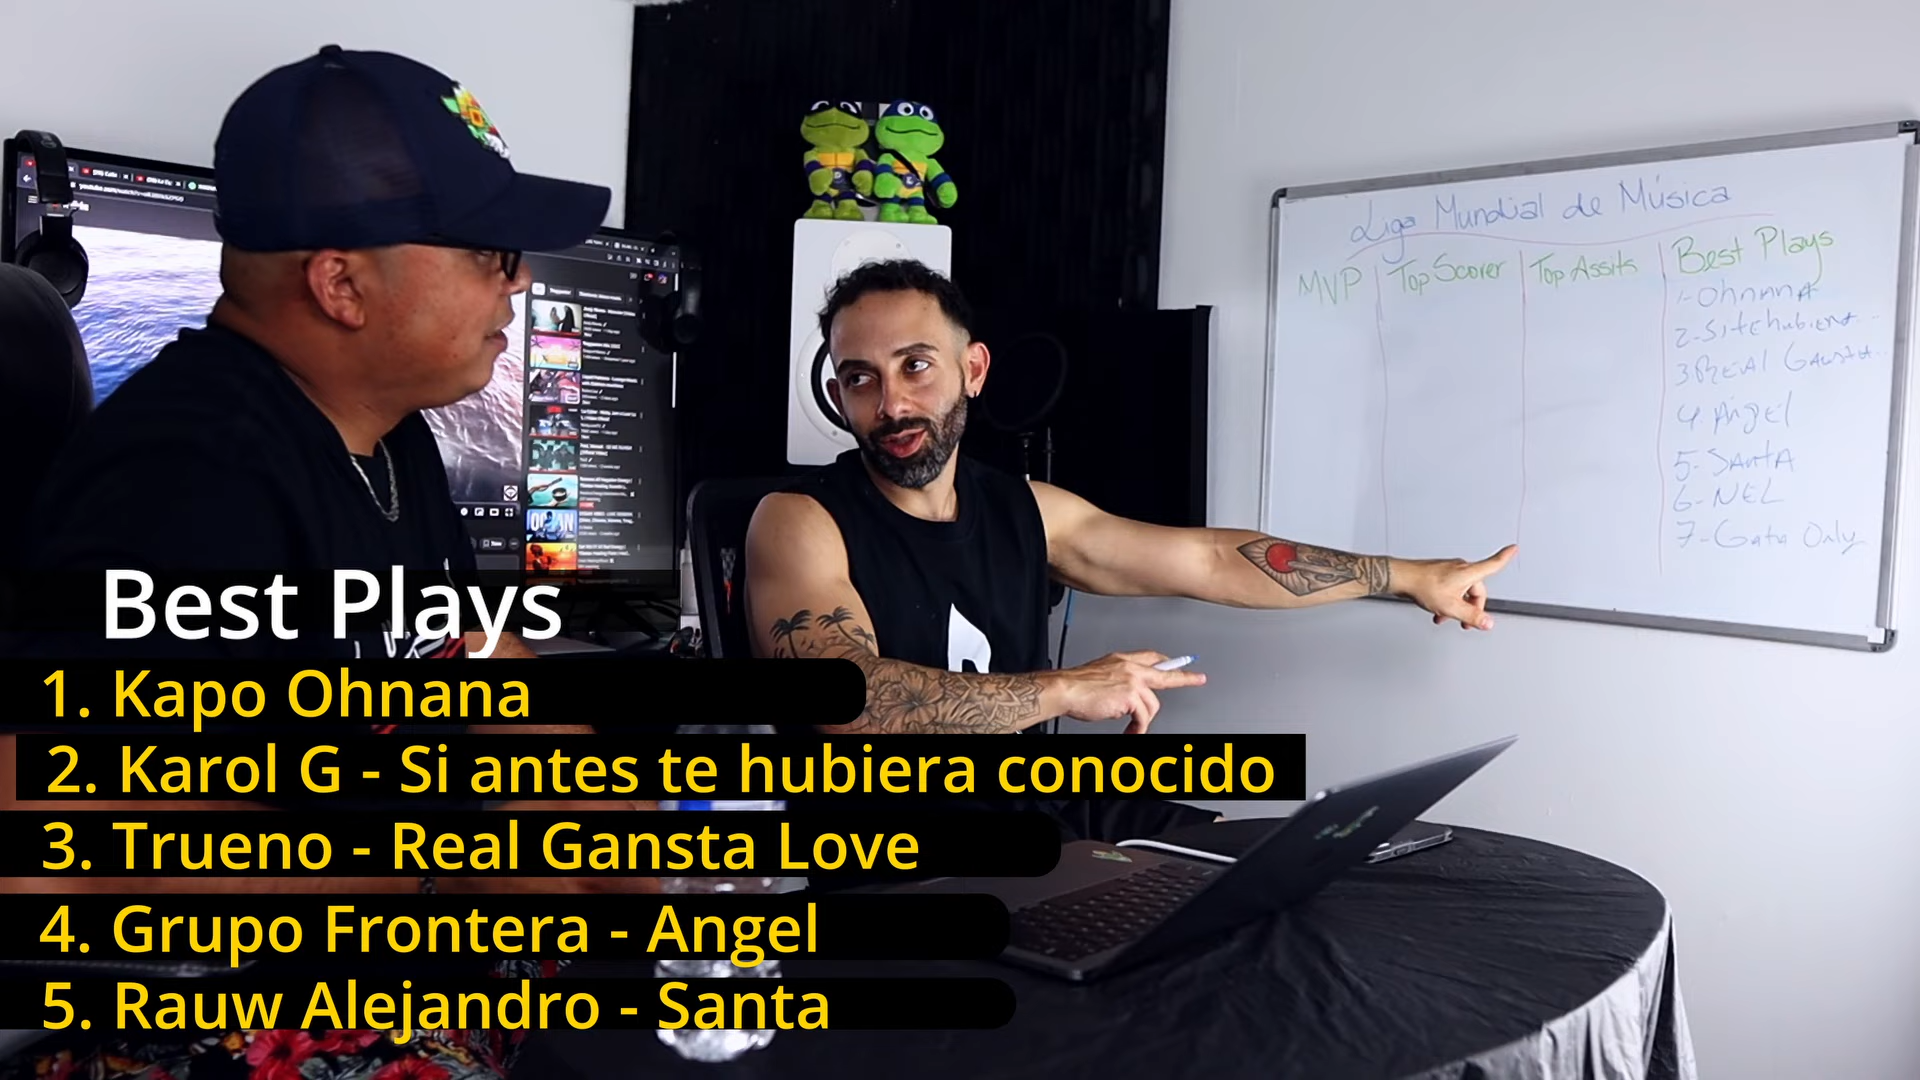 Liga Mundial de Música
MVP
Top Scorer
Top Assits
Best Plays
1-Ohnana
2-Si te hubiera...
3 Real Gansta...
4. Angel
5- Santa
6- NEL
7- Gata Only
Best Plays
1. Kapo Ohnana
2. Karol G - Si antes te hubiera conocido
3. Trueno - Real Gansta Love
4. Grupo Frontera - Angel
5. Rauw Alejandro - Santa